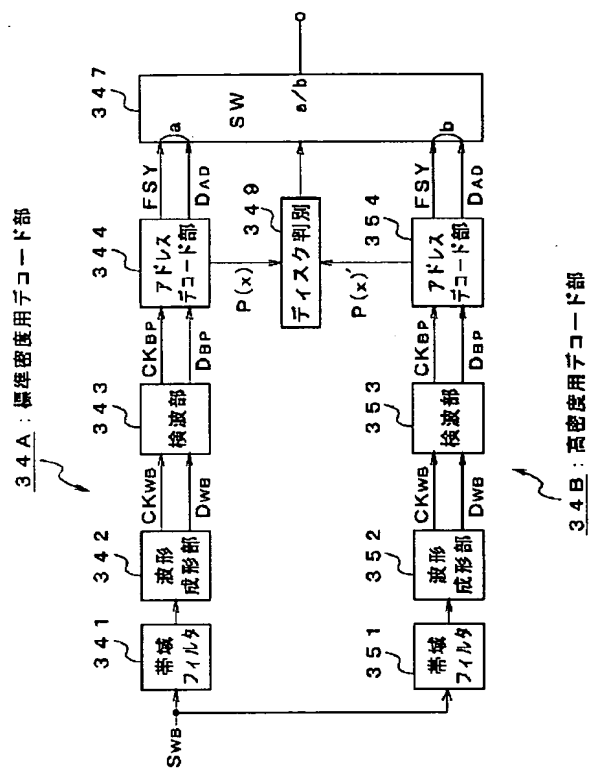 34A:標準密度用デコード部
341
342
343
344
347
帯域
フィルタ
波形
成形部
CKWB
DWB
検波部
CKBP
DBP
アドレス
デコード部
FSY
DAD
a
SW
a/b
SWB
P(x)
349
ディスク判別
P(x)'
351
352
353
354
帯域
フィルタ
波形
成形部
CKWB
DWB
検波部
CKBP
DBP
アドレス
デコード部
FSY
DAD
b
34B:高密度用デコード部